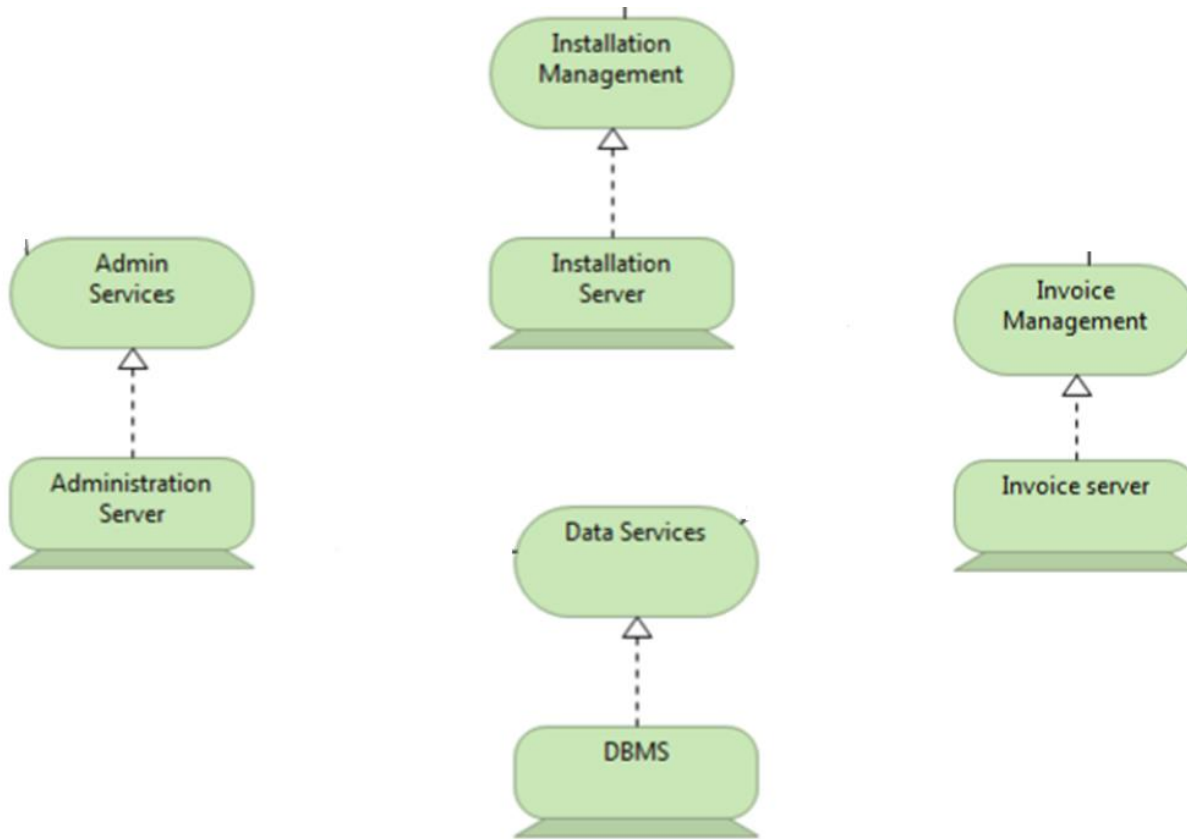 Installation
Management
Installation
Server
Admin
Services
Administration
Server
Invoice
Management
Invoice server
Data Services
DBMS